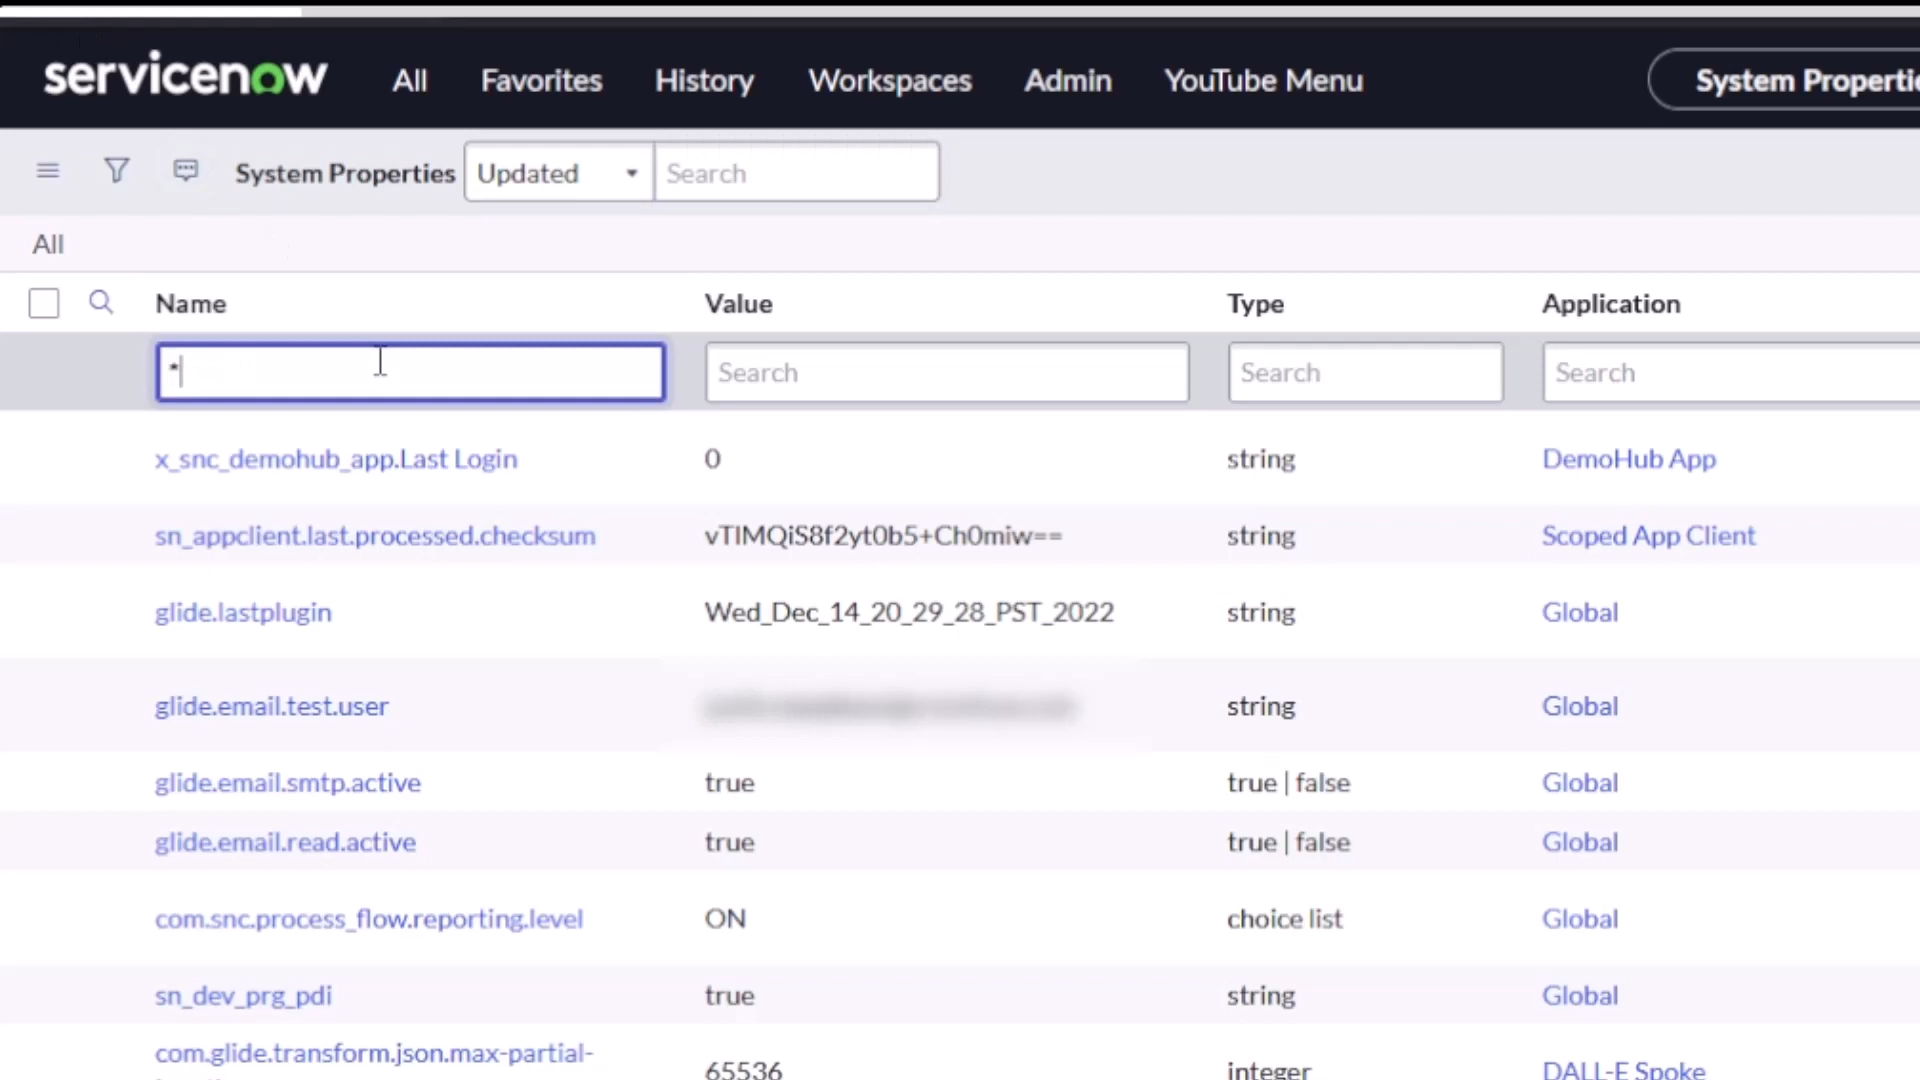 servicenow All Favorites History Workspaces Admin YouTube Menu System Properti
System Properties Updated Search
All
Name Value Type Application
* Search Search Search
x_snc_demohub_app.Last Login 0 string DemoHub App
sn_appclient.last.processed.checksum vTIMQiS8f2yt0b5+Ch0miw== string Scoped App Client
glide.lastplugin Wed_Dec_14_20_29_28_PST_2022 string Global
glide.email.test.user string Global
glide.email.smtp.active true true | false Global
glide.email.read.active true true | false Global
com.snc.process_flow.reporting.level ON choice list Global
sn_dev_prg_pdi true string Global
com.glide.transform.json.max-partial- 65536 integer DALL-E Spoke